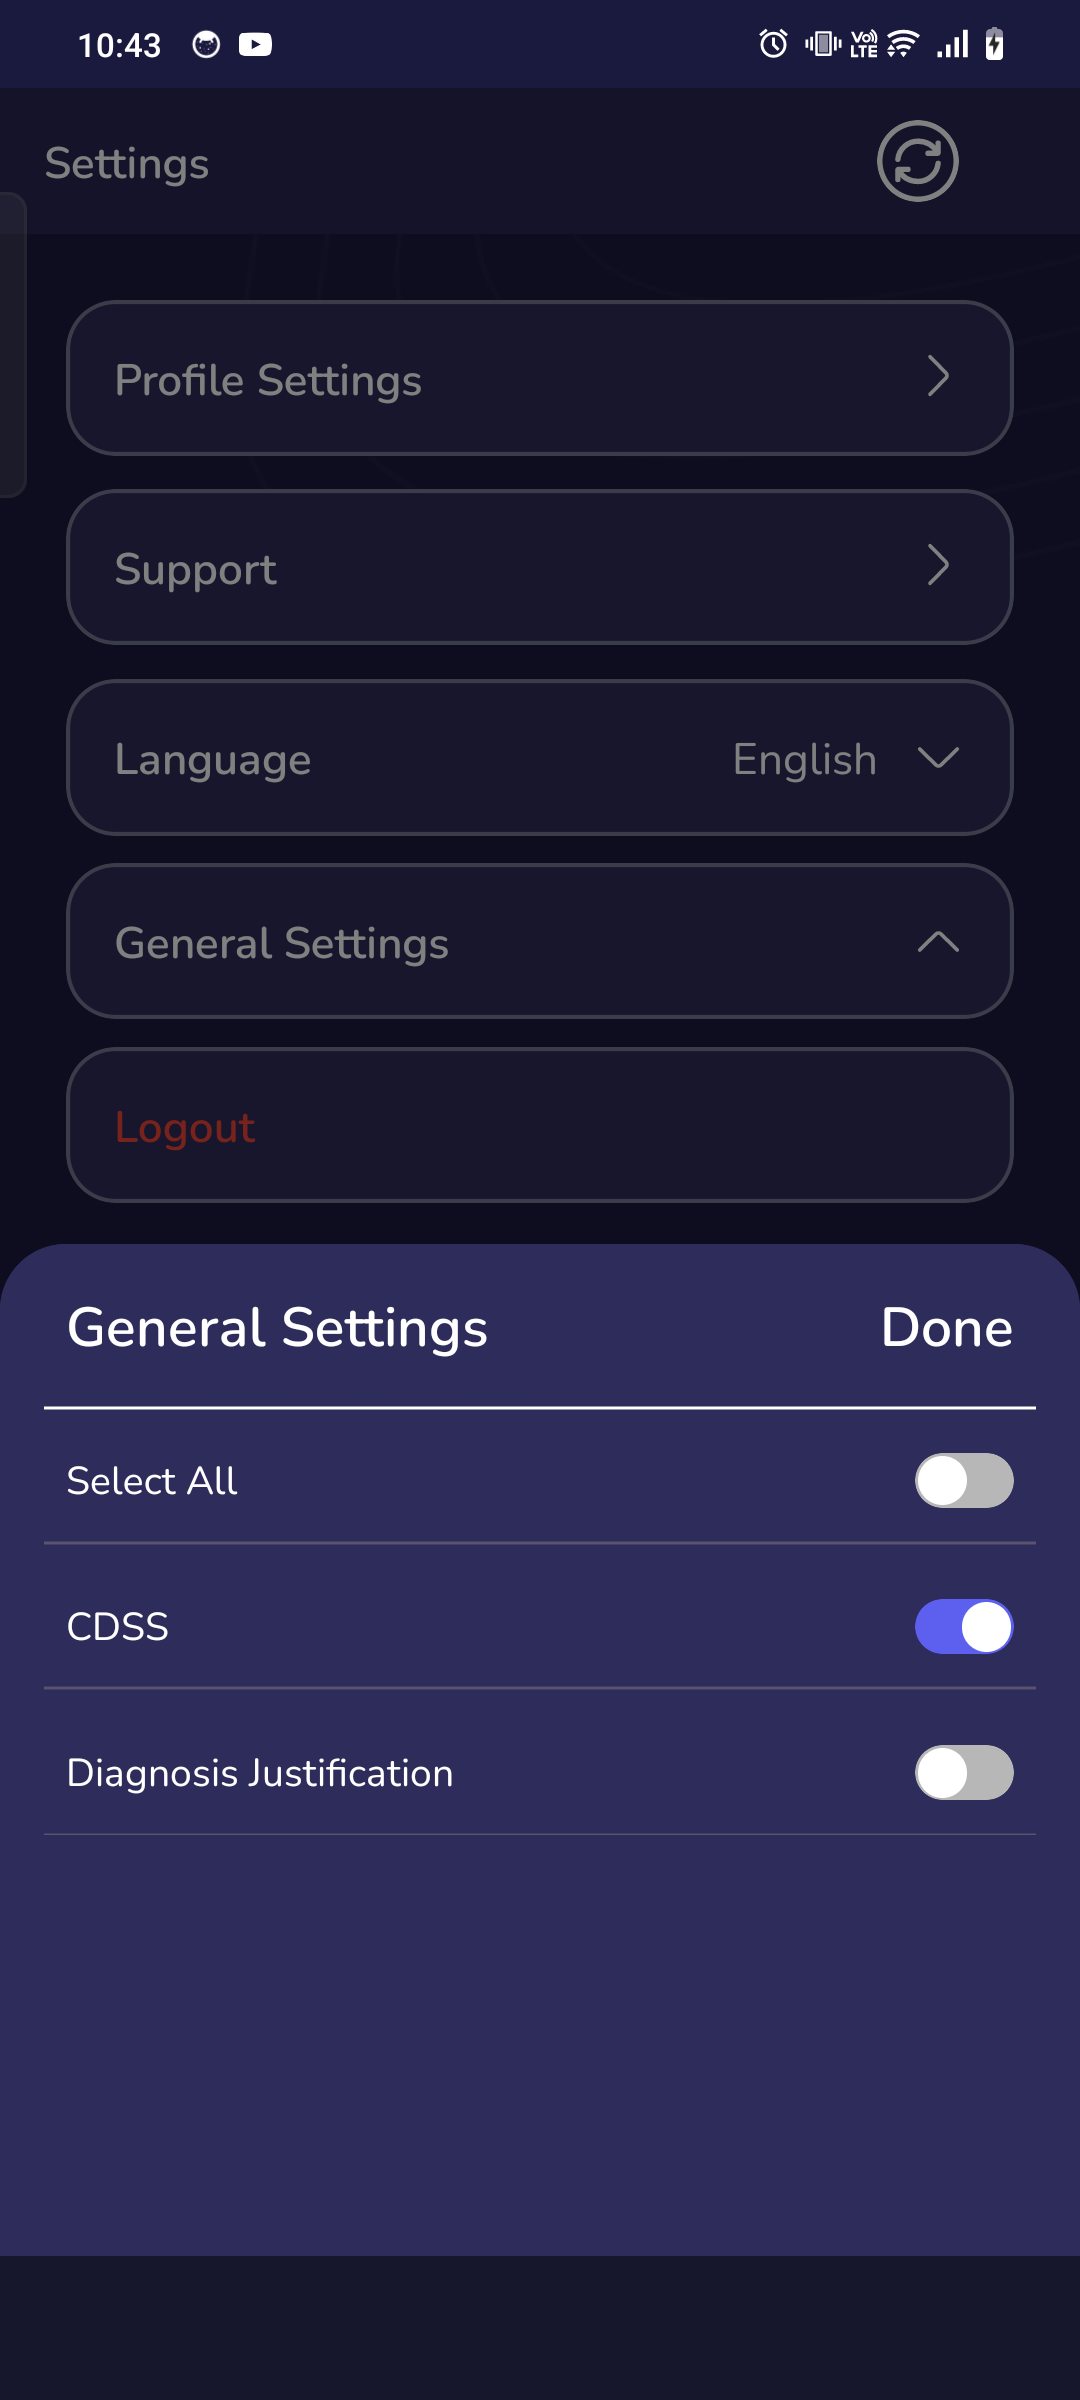 10:43
Vo) LTE
Settings
Profile Settings
Support
Language English
General Settings
Logout
General Settings Done
Select All
CDSS
Diagnosis Justification